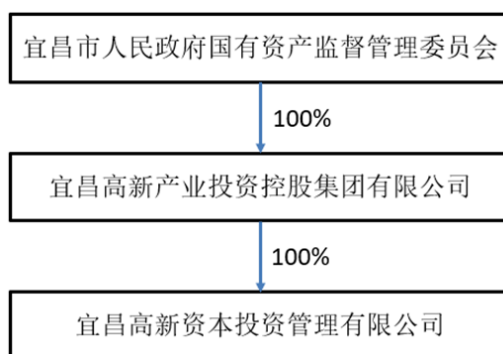 宜昌市人民政府国有资产监督管理委员会
100%
宜昌高新产业投资控股集团有限公司
100%
宜昌高新资本投资管理有限公司